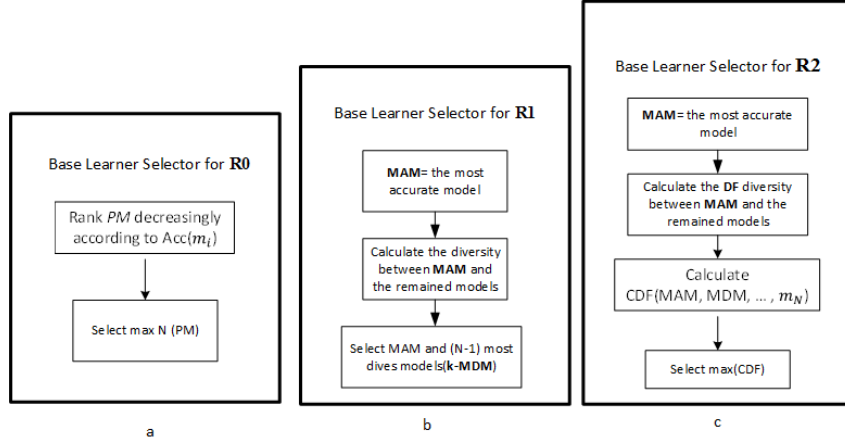 Base Learner Selector for R0
Rank PM decreasingly
according to Acc(mᵢ)
Select max N (PM)
a
Base Learner Selector for R1
MAM= the most
accurate model
Calculate the diversity
between MAM and
the remained models
Select MAM and (N-1) most
dives models(k-MDM)
b
Base Learner Selector for R2
MAM= the most accurate
model
Calculate the DF diversity
between MAM and the
remained models
Calculate
CDF(MAM, MDM, ... , m_N)
Select max(CDF)
c